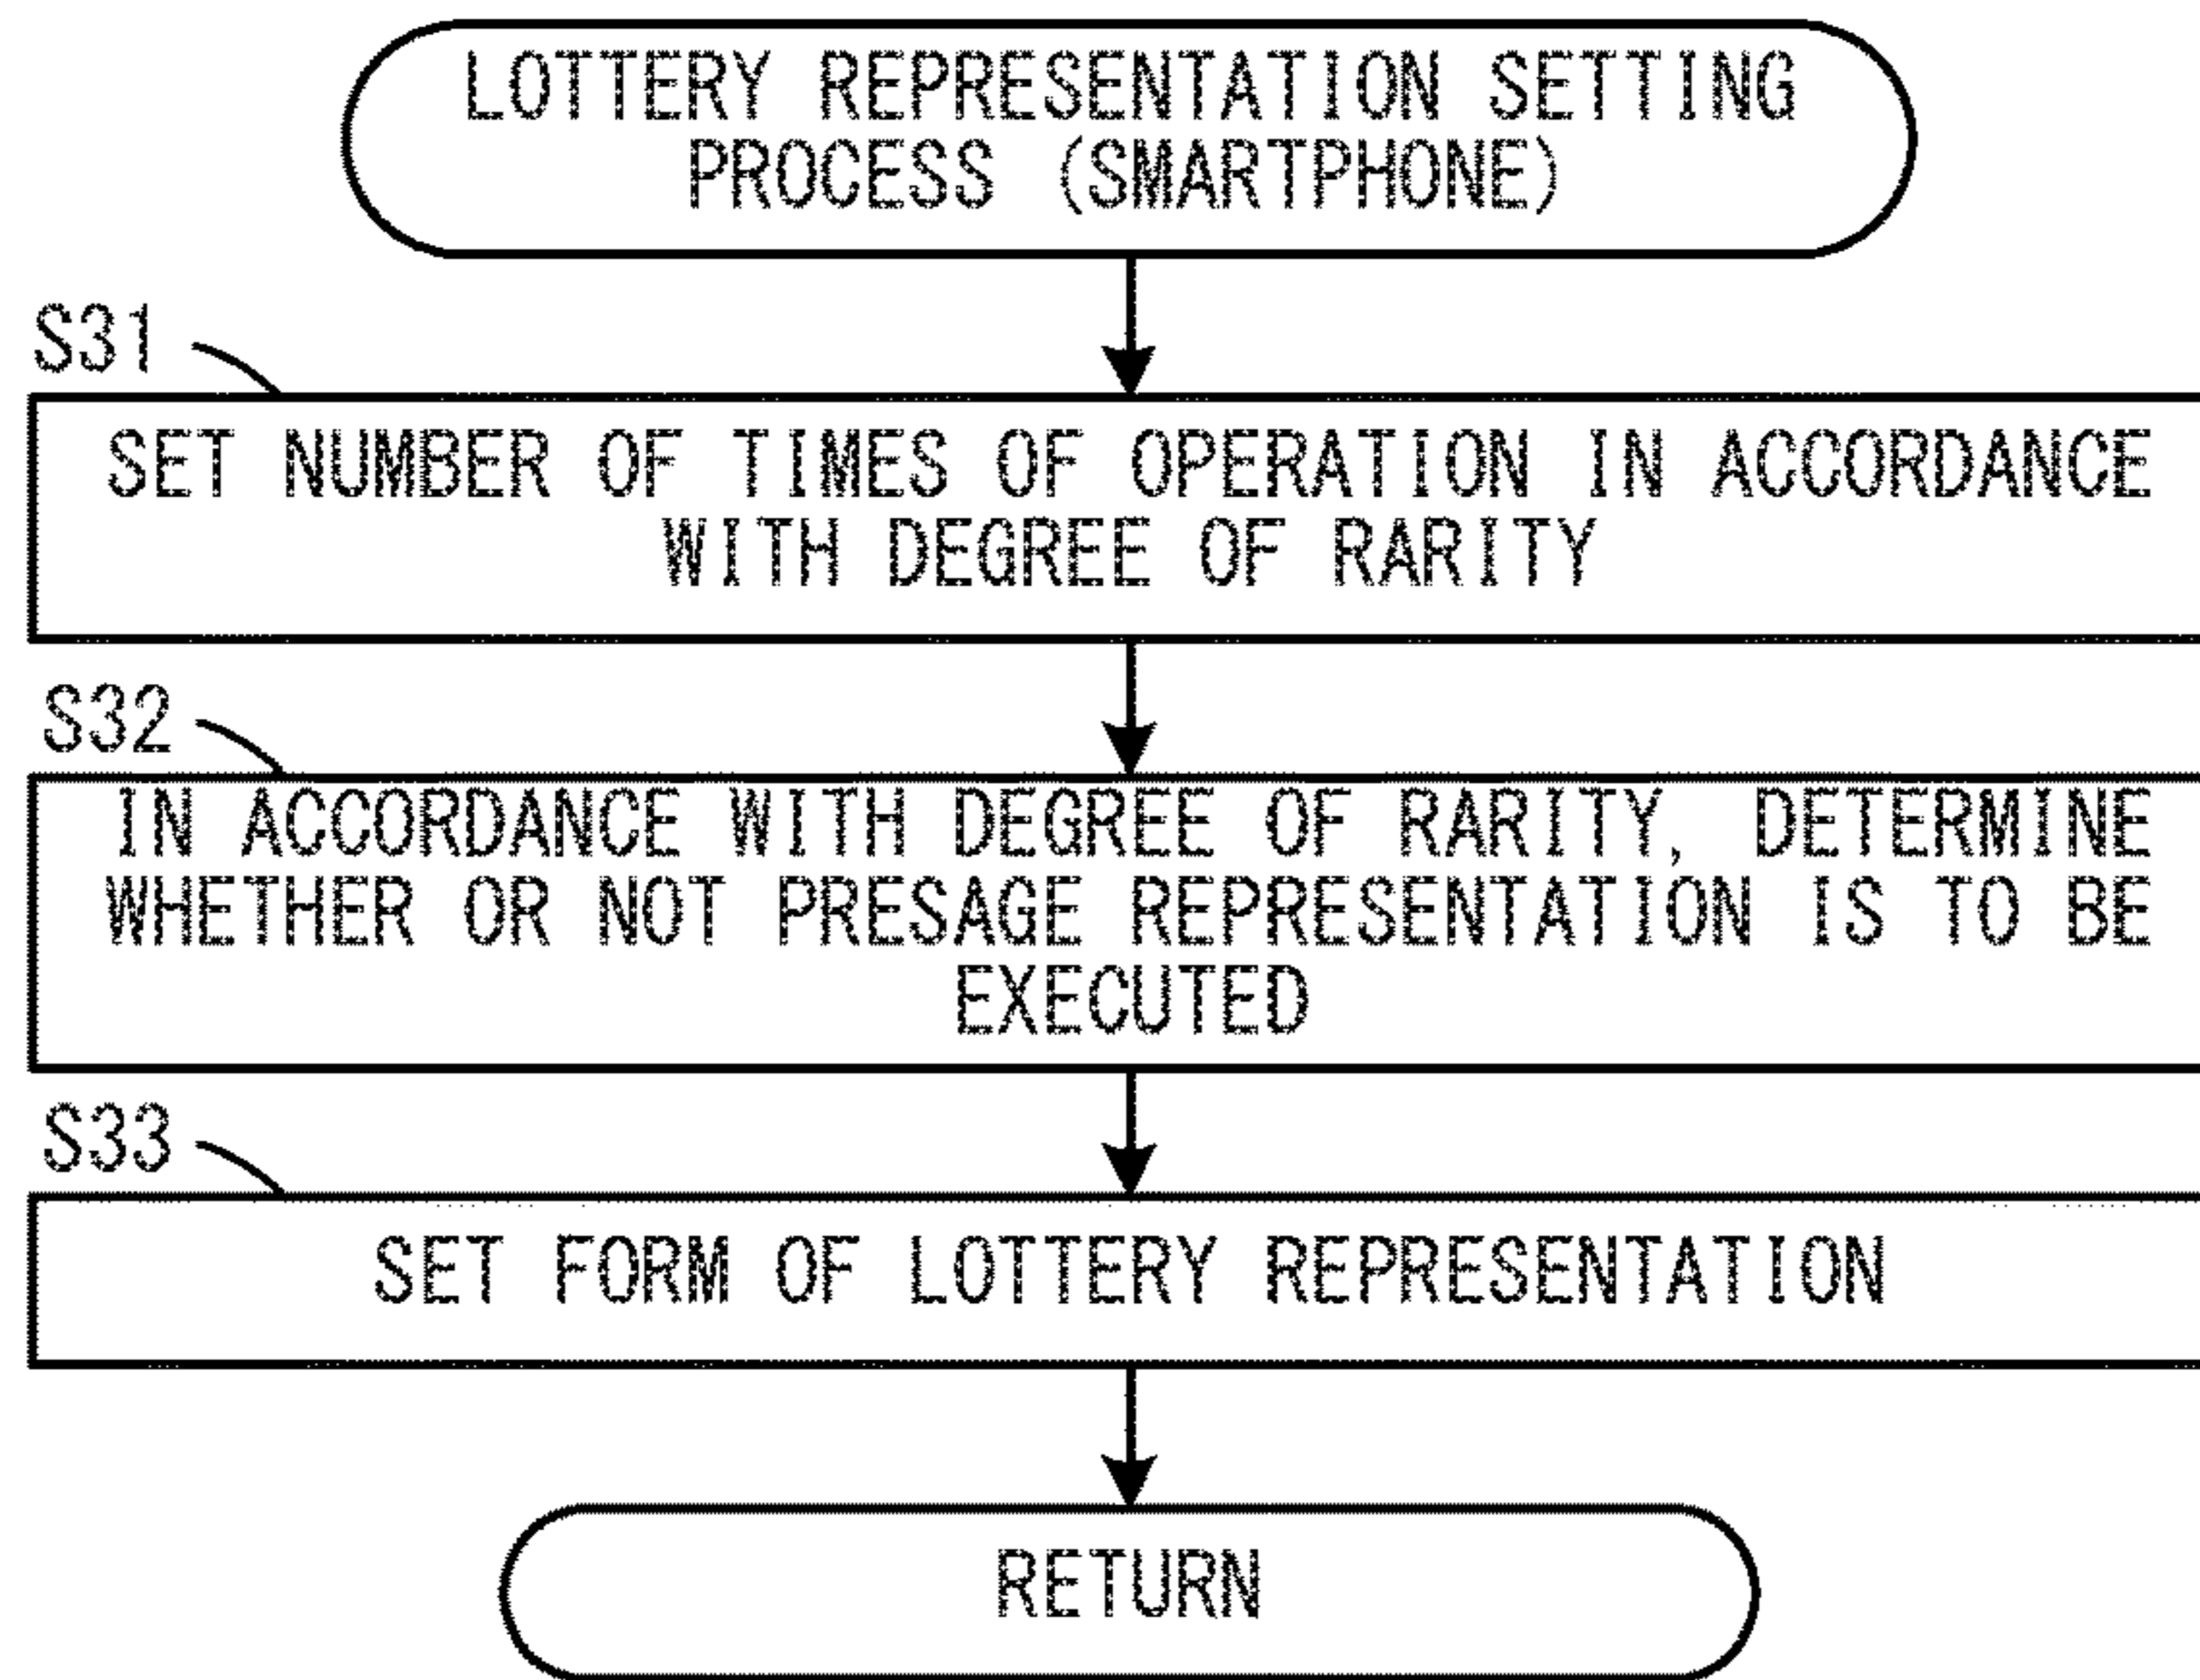 LOTTERY REPRESENTATION SETTING
PROCESS (SMARTPHONE)
S31
SET NUMBER OF TIMES OF OPERATION IN ACCORDANCE
WITH DEGREE OF RARITY
S32
IN ACCORDANCE WITH DEGREE OF RARITY, DETERMINE
WHETHER OR NOT PRESAGE REPRESENTATION IS TO BE
EXECUTED
S33
SET FORM OF LOTTERY REPRESENTATION
RETURN